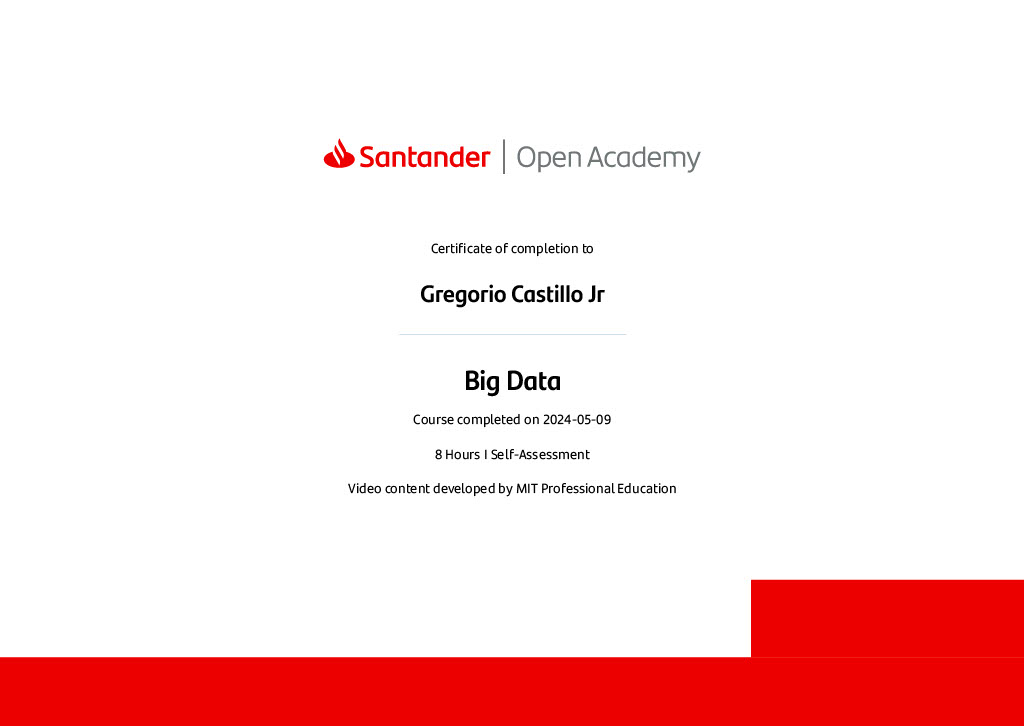 Santander | Open Academy
Certificate of completion to
Gregorio Castillo Jr
Big Data
Course completed on 2024-05-09
8 Hours I Self-Assessment
Video content developed by MIT Professional Education